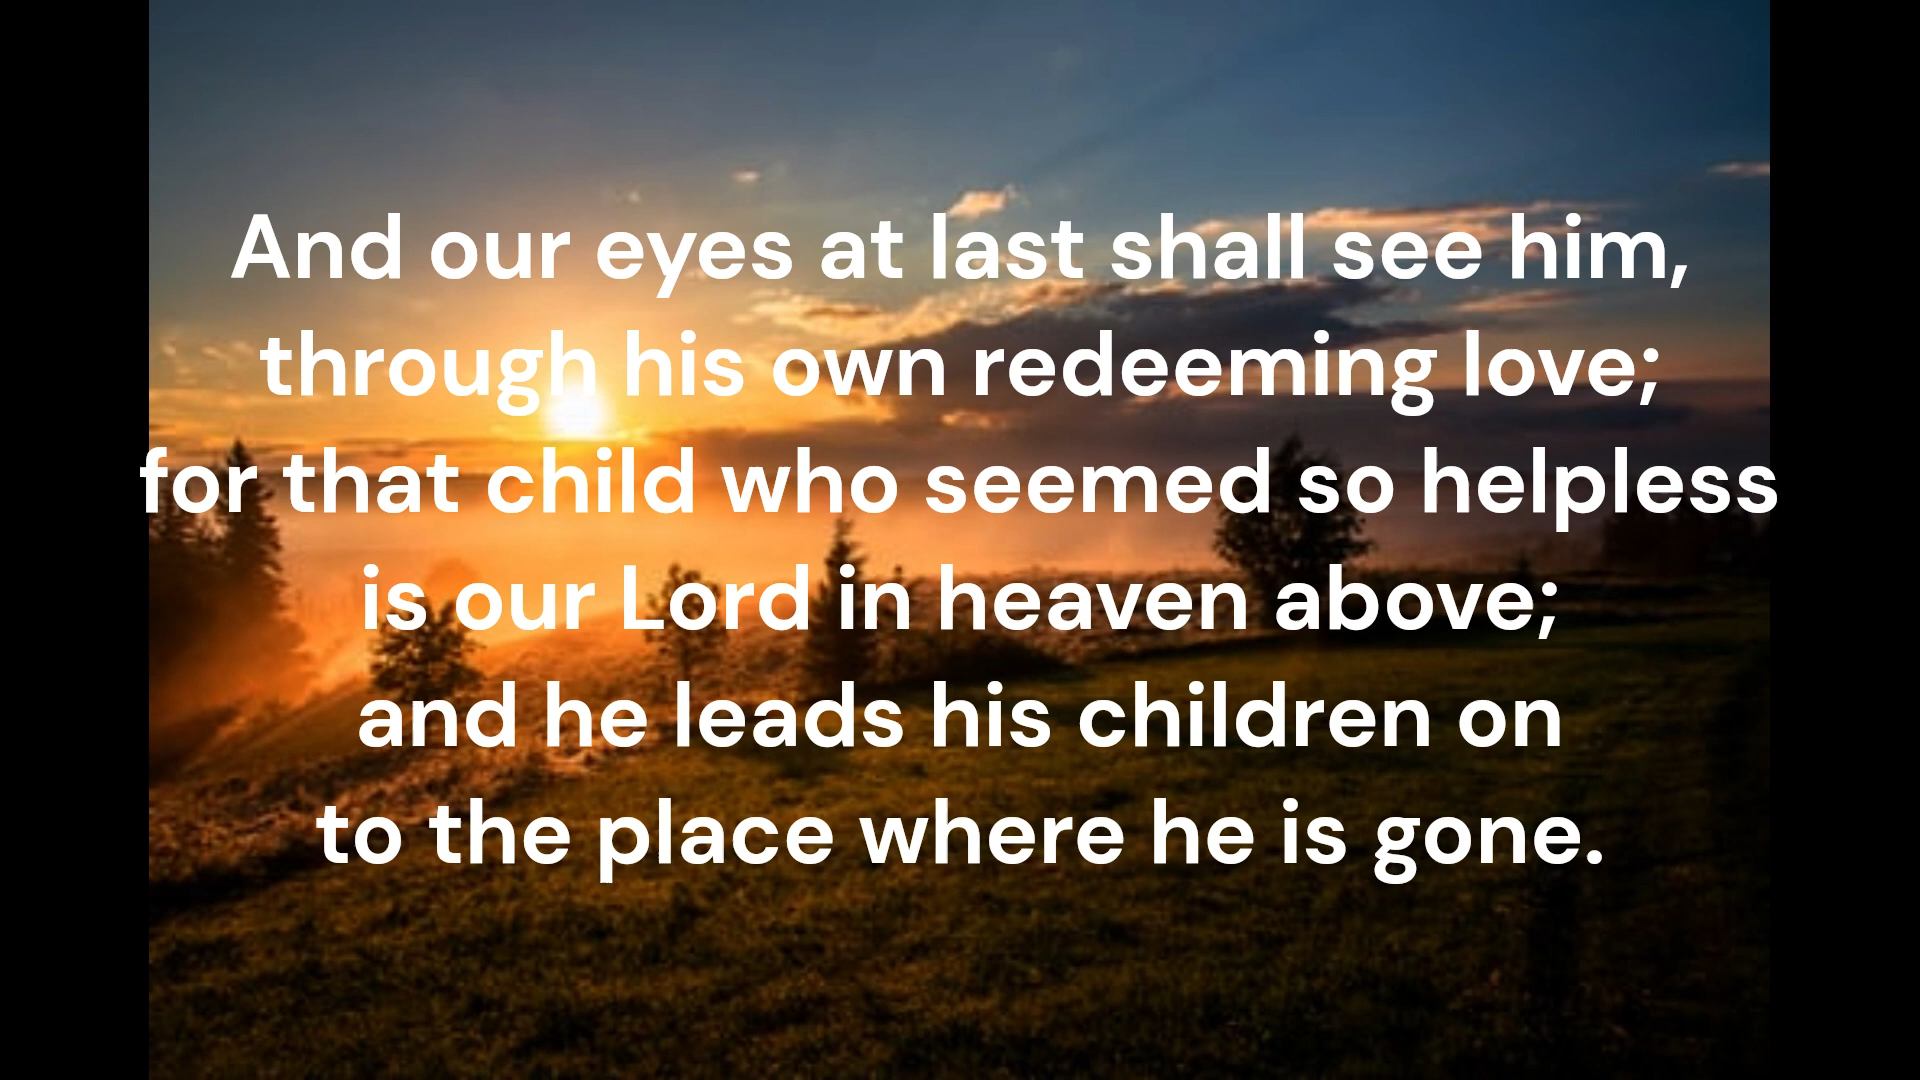 And our eyes at last shall see him,
through his own redeeming love;
for that child who seemed so helpless
is our Lord in heaven above;
and he leads his children on
to the place where he is gone.